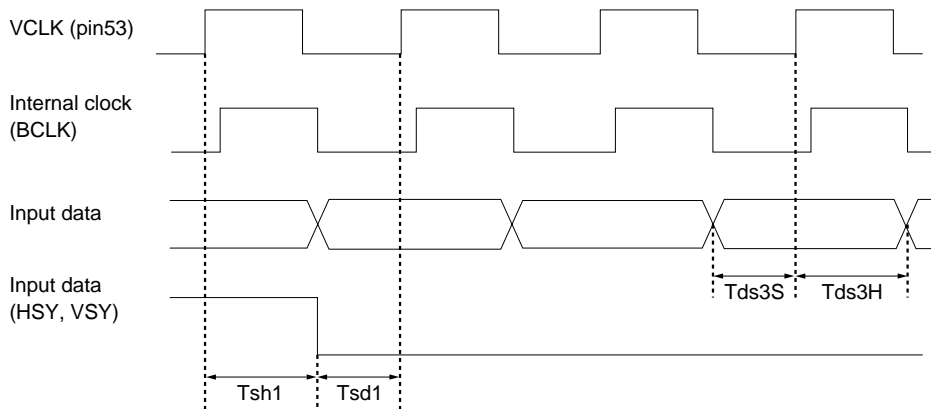 VCLK (pin53)
Internal clock
(BCLK)
Input data
Input data
(HSY, VSY)
Tds3S
Tds3H
Tsh1
Tsd1